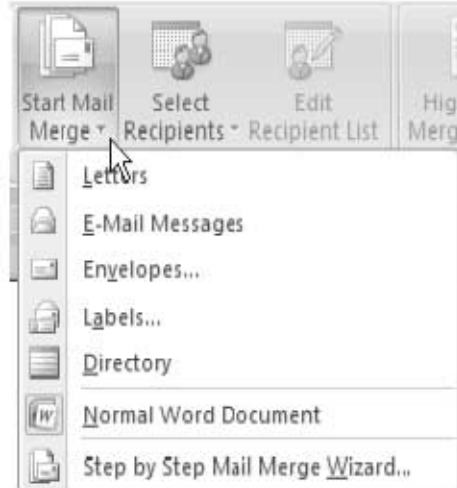 Start Mail Select Edit Hig
Merge Recipients Recipient List Merg
Letters
E-Mail Messages
Envelopes...
Labels...
Directory
Normal Word Document
Step by Step Mail Merge Wizard...